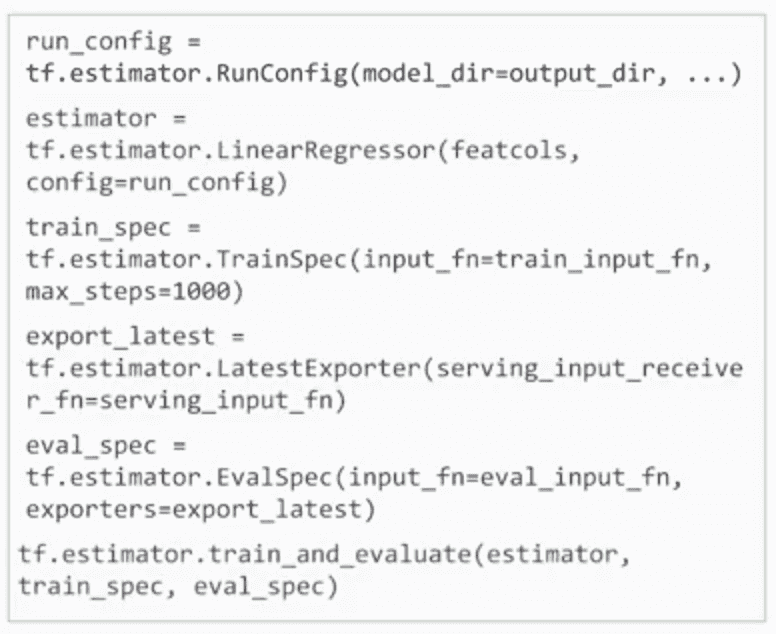 run_config =
tf.estimator.RunConfig(model_dir=output_dir, ...)
estimator =
tf.estimator.LinearRegressor(featcols,
config=run_config)
train_spec =
tf.estimator.TrainSpec(input_fn=train_input_fn,
max_steps=1000)
export_latest =
tf.estimator.LatestExporter(serving_input_receive
r_fn=serving_input_fn)
eval_spec =
tf.estimator.EvalSpec(input_fn=eval_input_fn,
exporters=export_latest)
tf.estimator.train_and_evaluate(estimator,
train_spec, eval_spec)